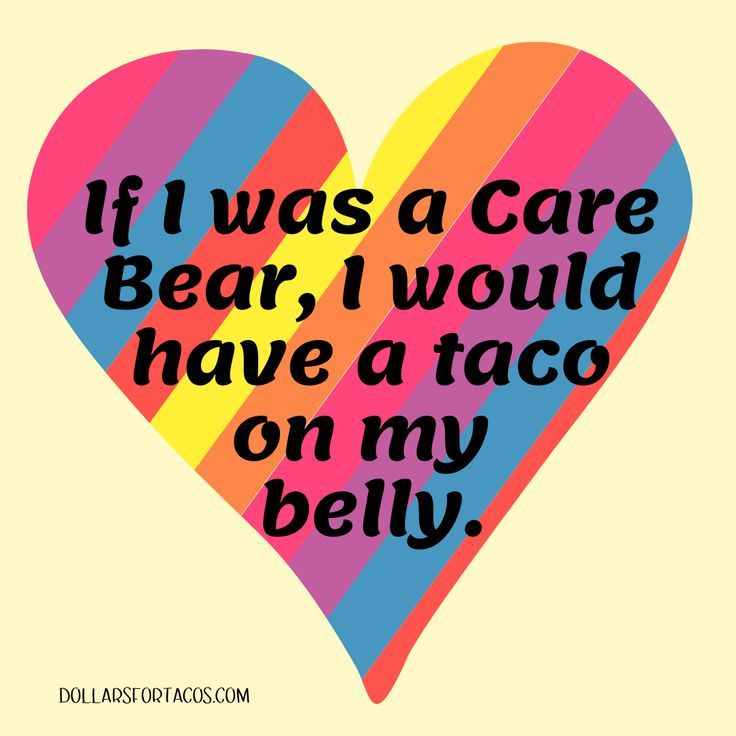 If I was a Care
Bear, I would
have a taco
on my
belly.
DOLLARSFORTACOS.COM